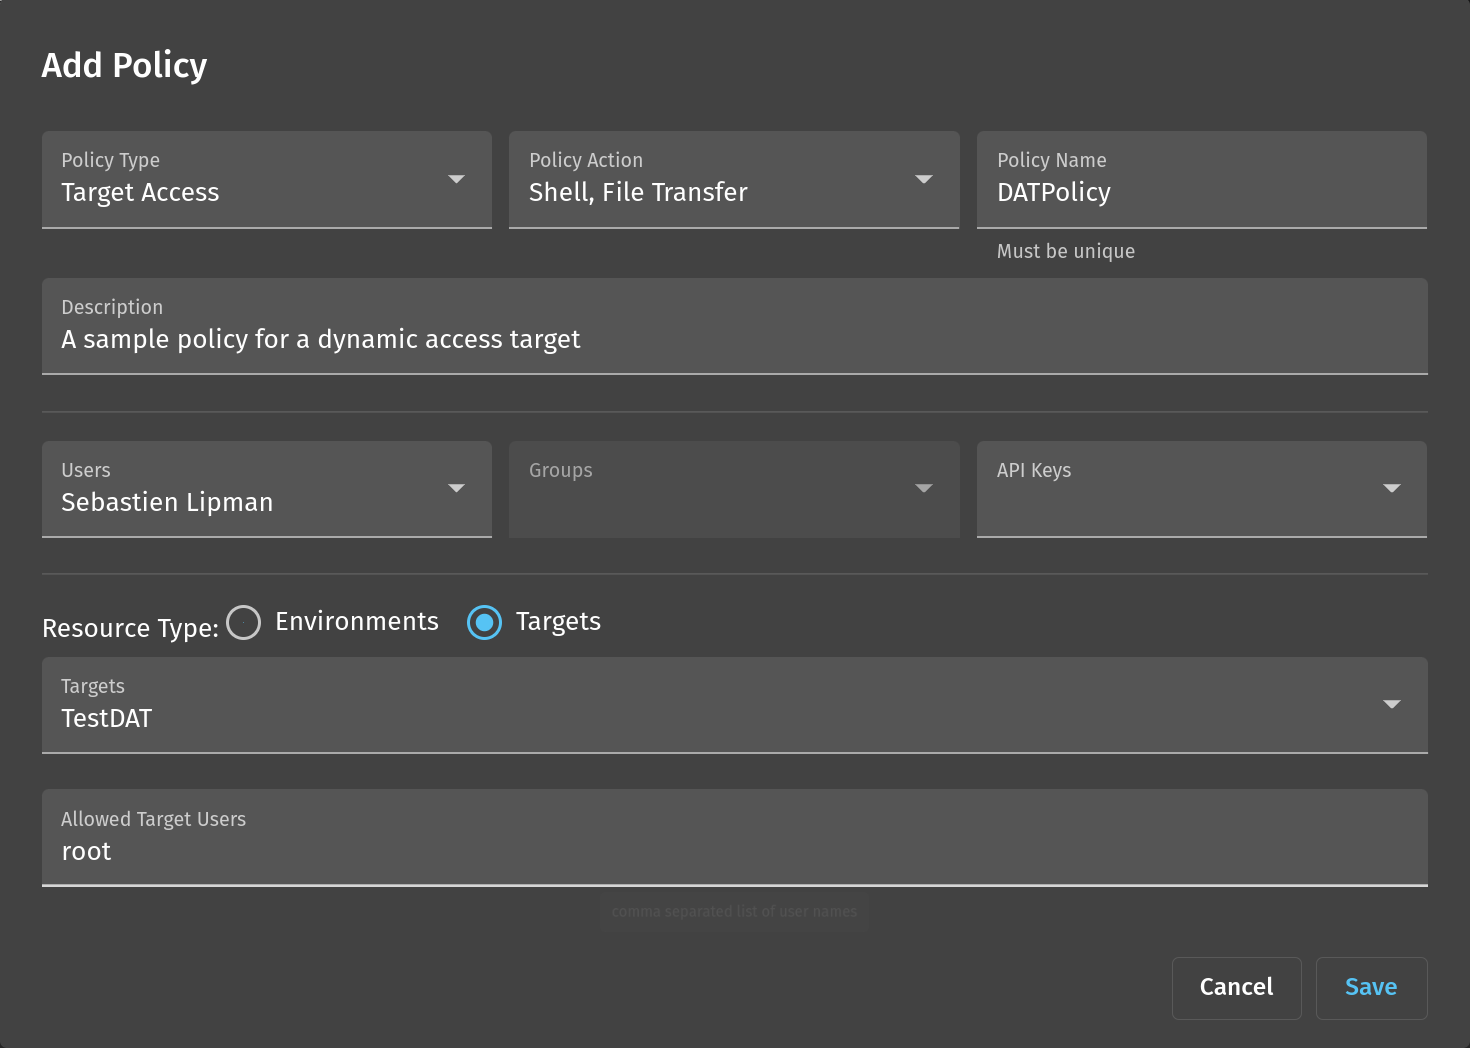 Add Policy
Policy Type
Target Access
Policy Action
Shell, File Transfer
Policy Name
DATPolicy
Must be unique
Description
A sample policy for a dynamic access target
Users
Sebastien Lipman
Groups
API Keys
Resource Type: Environments Targets
Targets
TestDAT
Allowed Target Users
root
comma separated list of user names
Cancel Save